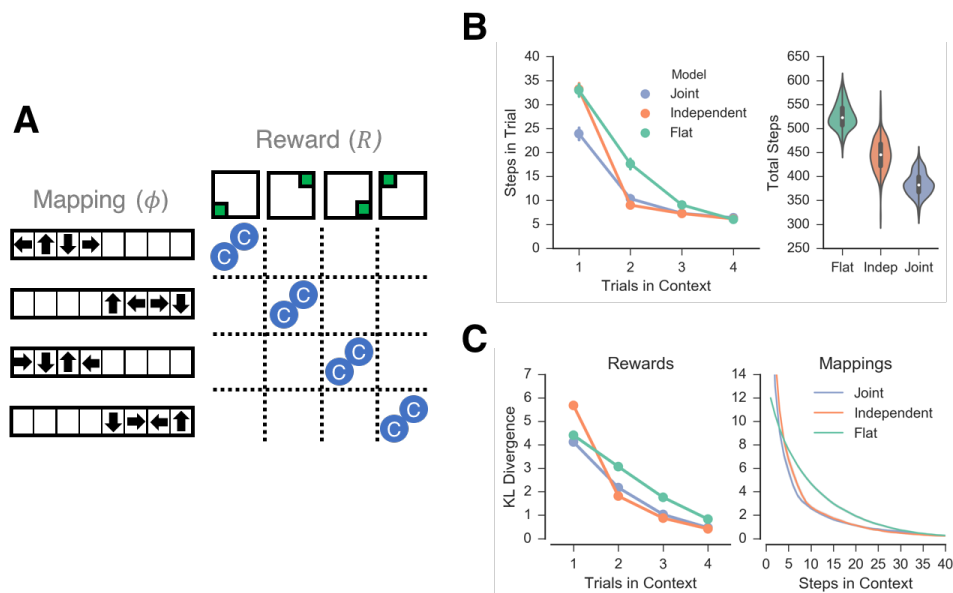 A
Reward (R)
Mapping (ϕ)
C C
C C
C C
C C
B
40
35
30
25
20
15
10
5
0
Steps in Trial
Model
Joint
Independent
Flat
1 2 3 4
Trials in Context
650
600
550
500
450
400
350
300
250
Total Steps
Flat Indep Joint
C
Rewards
7
6
5
4
3
2
1
0
KL Divergence
1 2 3 4
Trials in Context
Mappings
14
12
10
8
6
4
2
0
Joint
Independent
Flat
0 5 10 15 20 25 30 35 40
Steps in Context